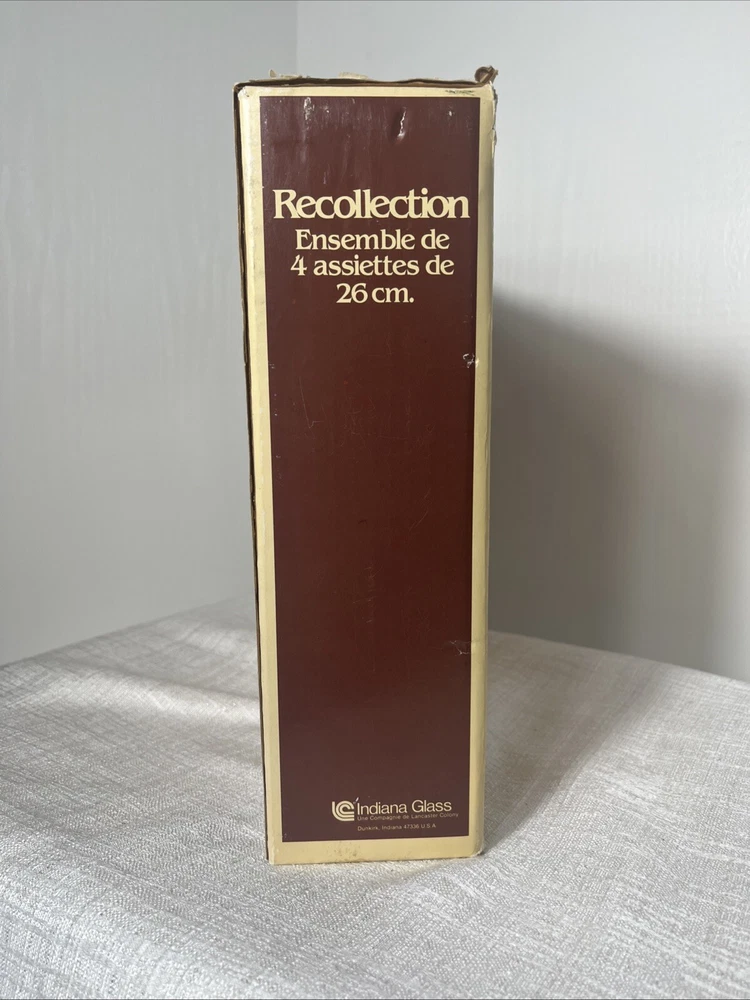 Recollection
Ensemble de
4 assiettes de
26 cm.
Indiana Glass
Une Compagnie de Lancaster Colony
Dunkirk, Indiana 47336 U S A